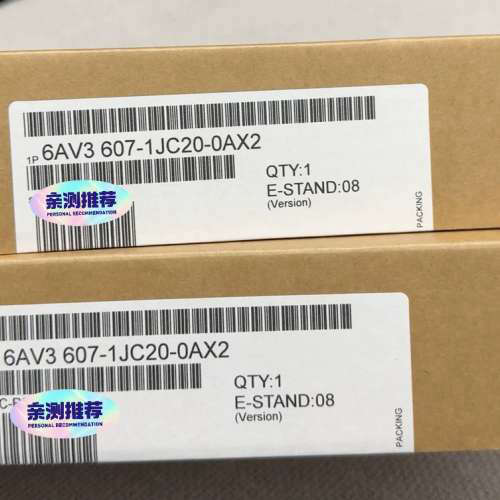 1P 6AV3 607-1JC20-0AX2
QTY:1
E-STAND:08
(Version)
PACKING
亲测推荐
PERSONAL RECOMMENDATION
6AV3 607-1JC20-0AX2
QTY:1
E-STAND:08
(Version)
PACKING
亲测推荐
PERSONAL RECOMMENDATION